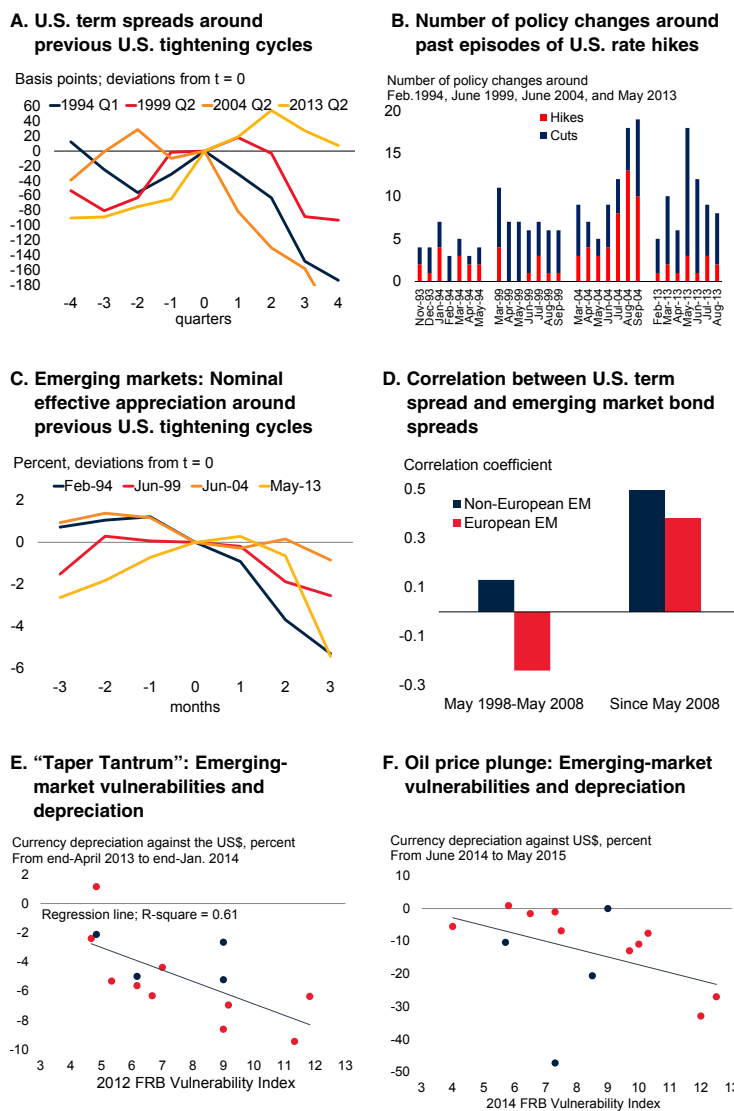 A. U.S. term spreads around
previous U.S. tightening cycles
Basis points; deviations from t = 0
1994 Q1 1999 Q2 2004 Q2 2013 Q2
60
40
20
0
-20
-40
-60
-80
-100
-120
-140
-160
-180
-4 -3 -2 -1 0 1 2 3 4
quarters
B. Number of policy changes around
past episodes of U.S. rate hikes
Number of policy changes around
Feb.1994, June 1999, June 2004, and May 2013
20
15
10
5
0
Hikes
Cuts
Nov-93
Dec-93
Jan-94
Feb-94
Mar-94
Apr-94
May-94
Mar-99
Apr-99
May-99
Jun-99
Jul-99
Aug-99
Sep-99
Mar-04
Apr-04
May-04
Jun-04
Jul-04
Aug-04
Sep-04
Feb-13
Mar-13
Apr-13
May-13
Jun-13
Jul-13
Aug-13
C. Emerging markets: Nominal
effective appreciation around
previous U.S. tightening cycles
Percent, deviations from t = 0
Feb-94 Jun-99 Jun-04 May-13
2
0
-2
-4
-6
-3 -2 -1 0 1 2 3
months
D. Correlation between U.S. term
spread and emerging market bond
spreads
Correlation coefficient
0.5
0.3
0.1
-0.1
-0.3
Non-European EM
European EM
May 1998-May 2008 Since May 2008
E. “Taper Tantrum”: Emerging-
market vulnerabilities and
depreciation
Currency depreciation against the US$, percent
From end-April 2013 to end-Jan. 2014
2
0
-2
-4
-6
-8
-10
Regression line; R-square = 0.61
3 4 5 6 7 8 9 10 11 12 13
2012 FRB Vulnerability Index
F. Oil price plunge: Emerging-market
vulnerabilities and depreciation
Currency depreciation against US$, percent
From June 2014 to May 2015
10
0
-10
-20
-30
-40
-50
3 4 5 6 7 8 9 10 11 12 13
2014 FRB Vulnerability Index